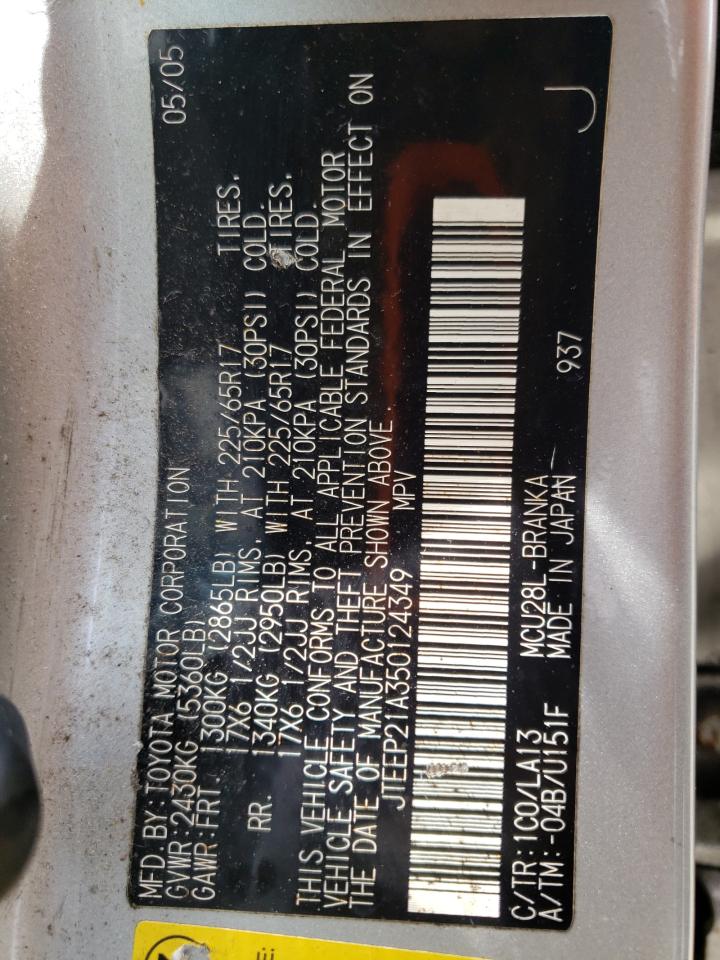 MFD.BY:TOYOTA MOTOR CORPORATION 05/05
GVWR:2430KG (5360LB)
GAWR:FRT. 1300KG (2865LB) WITH 225/65R17 TIRES.
17X6 1/2JJ RIMS, AT 210KPA (30PSI) COLD.
RR. 1340KG (2950LB) WITH 225/65R17 TIRES.
17X6 1/2JJ RIMS, AT 210KPA (30PSI) COLD.
THIS VEHICLE CONFORMS TO ALL APPLICABLE FEDERAL MOTOR
VEHICLE SAFETY AND THEFT PREVENTION STANDARDS IN EFFECT ON
THE DATE OF MANUFACTURE SHOWN ABOVE.
JTEEP21A350124349 MPV
C/TR:1C0/LA13 MCU28L-BRANKA 937
A/TM:-04B/U151F MADE IN JAPAN
J
E: